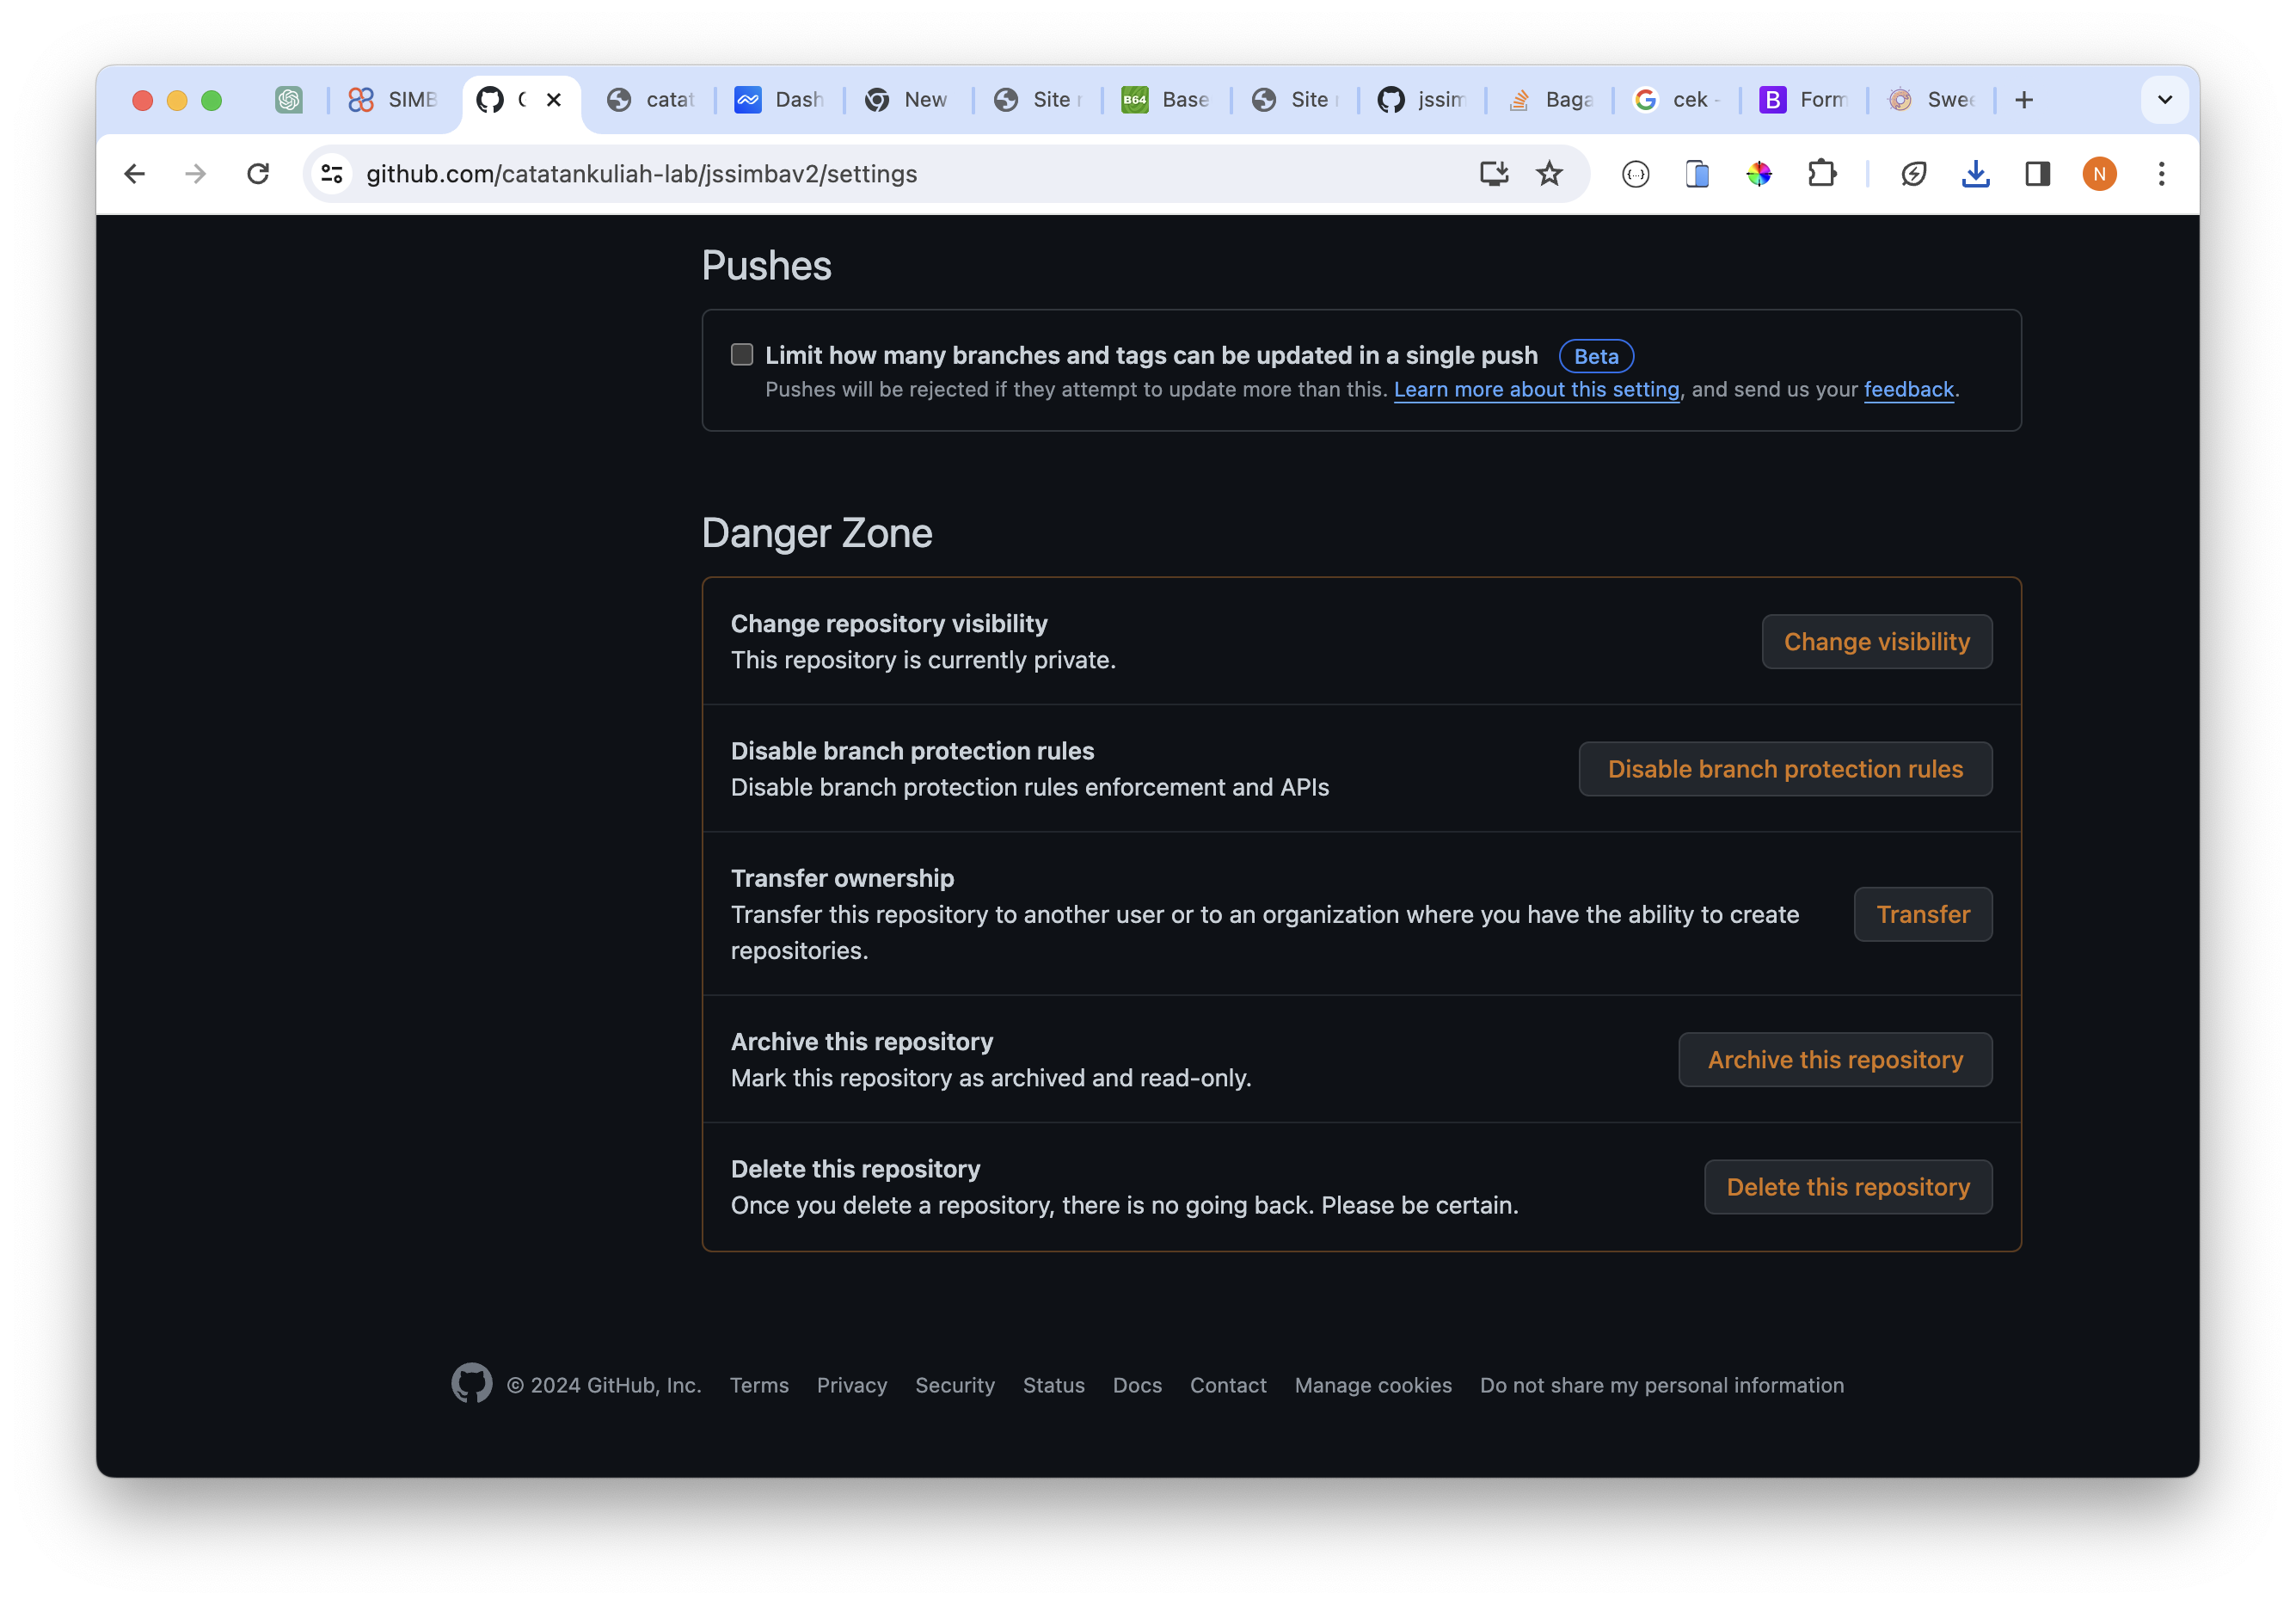 SIMB
catat
Dash
New
Site
B64
Base
Site
jssim
Baga
cek -
B
Form
Swee
github.com/catatankuliah-lab/jssimbav2/settings
N
Pushes
Limit how many branches and tags can be updated in a single push Beta
Pushes will be rejected if they attempt to update more than this. Learn more about this setting, and send us your feedback.
Danger Zone
Change repository visibility
This repository is currently private.
Change visibility
Disable branch protection rules
Disable branch protection rules enforcement and APIs
Disable branch protection rules
Transfer ownership
Transfer this repository to another user or to an organization where you have the ability to create
repositories.
Transfer
Archive this repository
Mark this repository as archived and read-only.
Archive this repository
Delete this repository
Once you delete a repository, there is no going back. Please be certain.
Delete this repository
© 2024 GitHub, Inc. Terms Privacy Security Status Docs Contact Manage cookies Do not share my personal information